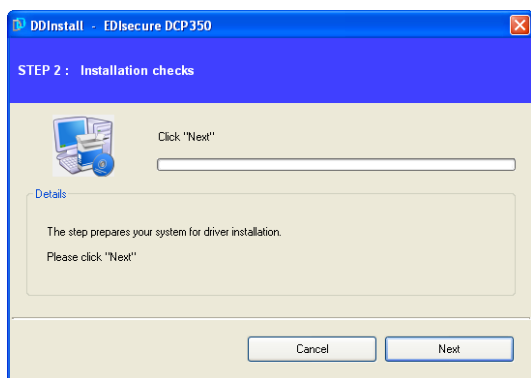 DDInstall - EDIsecure DCP350
STEP 2 : Installation checks
Click "Next"
Details
The step prepares your system for driver installation.
Please click "Next"
Cancel
Next